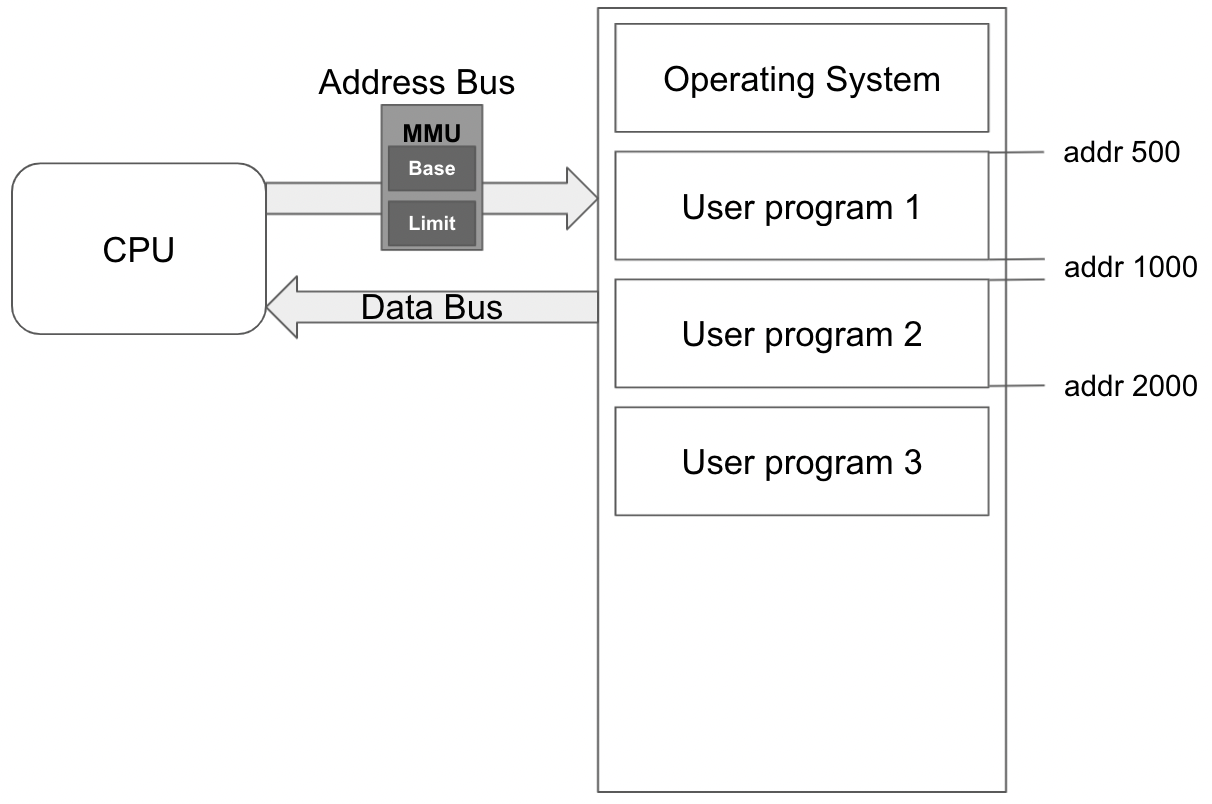 Address Bus
MMU
Base
Limit
CPU
Data Bus
Operating System
addr 500
User program 1
addr 1000
User program 2
addr 2000
User program 3